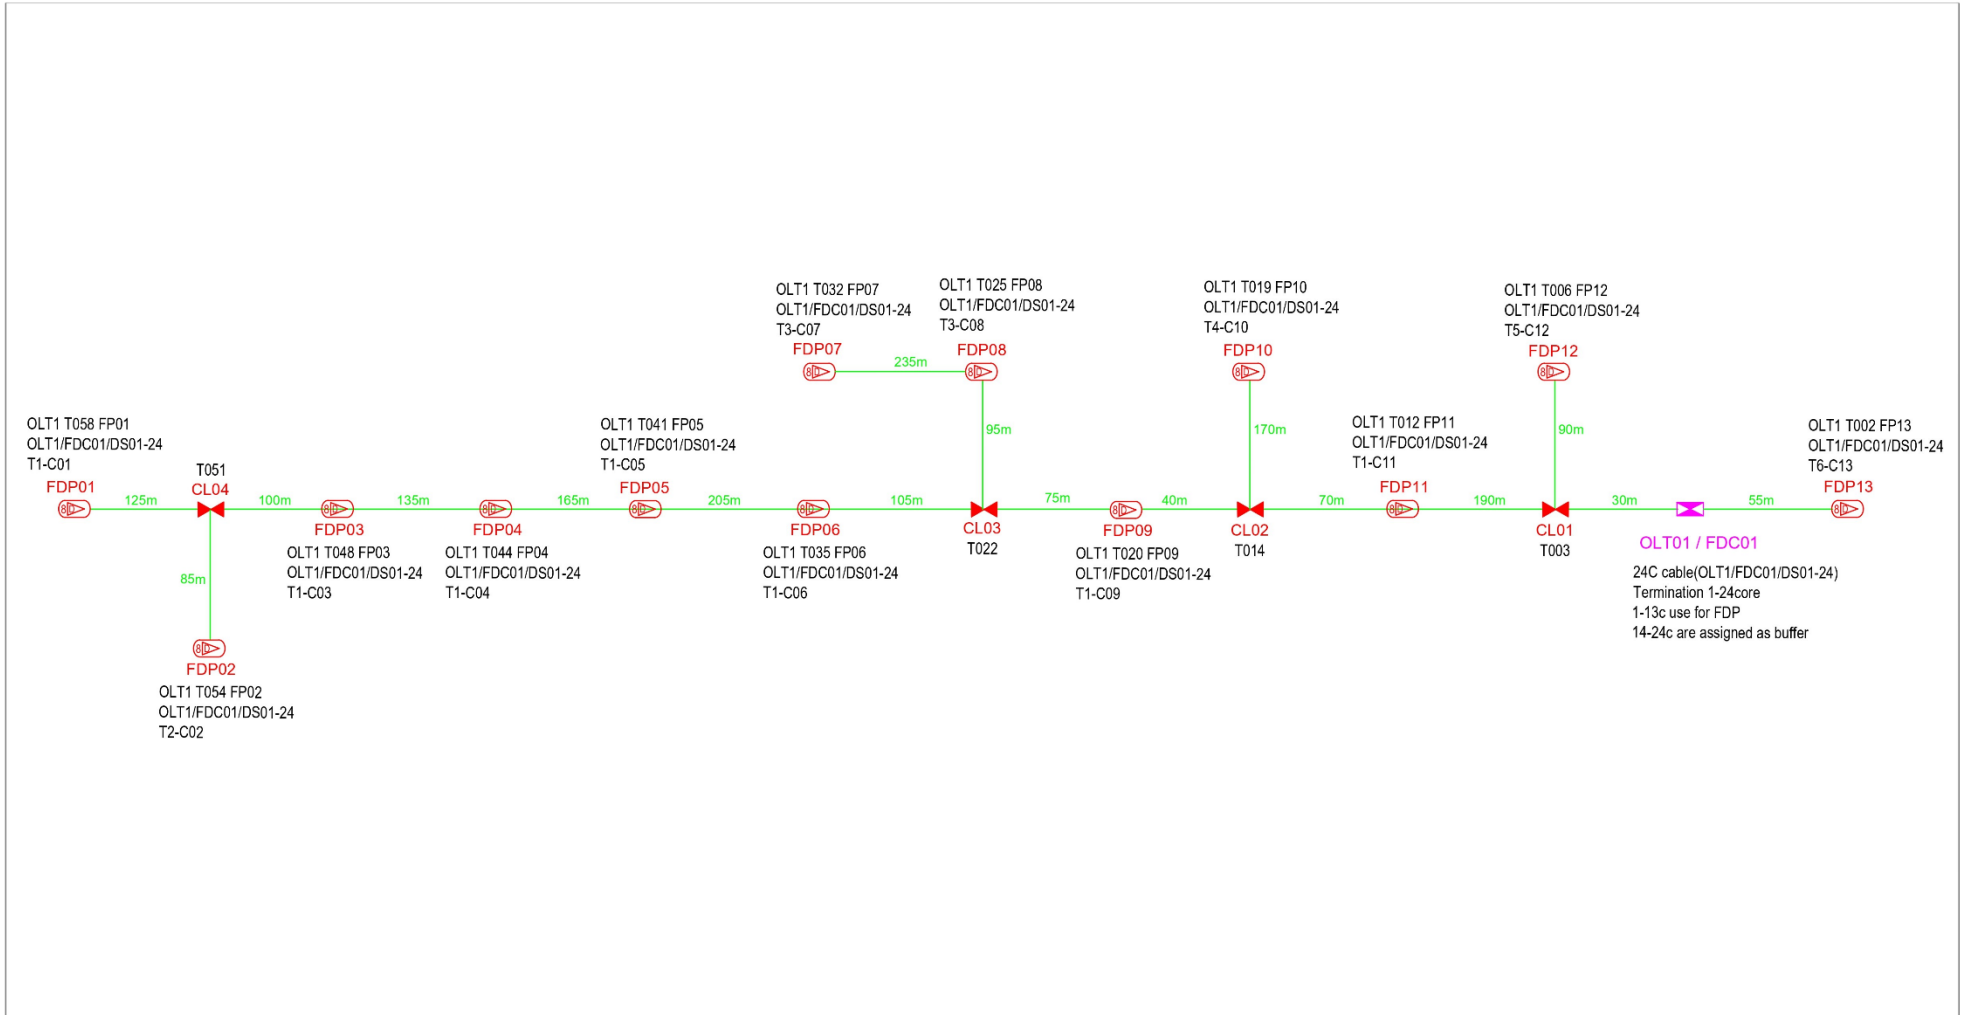 OLT1 T032 FP07
OLT1/FDC01/DS01-24
T3-C07
FDP07
235m
OLT1 T025 FP08
OLT1/FDC01/DS01-24
T3-C08
FDP08
95m
OLT1 T019 FP10
OLT1/FDC01/DS01-24
T4-C10
FDP10
170m
OLT1 T006 FP12
OLT1/FDC01/DS01-24
T5-C12
FDP12
90m
OLT1 T058 FP01
OLT1/FDC01/DS01-24
T1-C01
FDP01
125m
T051
CL04
100m
135m
165m
OLT1 T041 FP05
OLT1/FDC01/DS01-24
T1-C05
FDP05
205m
105m
75m
40m
70m
OLT1 T012 FP11
OLT1/FDC01/DS01-24
T1-C11
FDP11
190m
30m
55m
OLT1 T002 FP13
OLT1/FDC01/DS01-24
T6-C13
FDP13
FDP03
OLT1 T048 FP03
OLT1/FDC01/DS01-24
T1-C03
FDP04
OLT1 T044 FP04
OLT1/FDC01/DS01-24
T1-C04
FDP06
OLT1 T035 FP06
OLT1/FDC01/DS01-24
T1-C06
CL03
T022
FDP09
OLT1 T020 FP09
OLT1/FDC01/DS01-24
T1-C09
CL02
T014
CL01
T003
OLT01 / FDC01
24C cable(OLT1/FDC01/DS01-24)
Termination 1-24core
1-13c use for FDP
14-24c are assigned as buffer
85m
FDP02
OLT1 T054 FP02
OLT1/FDC01/DS01-24
T2-C02